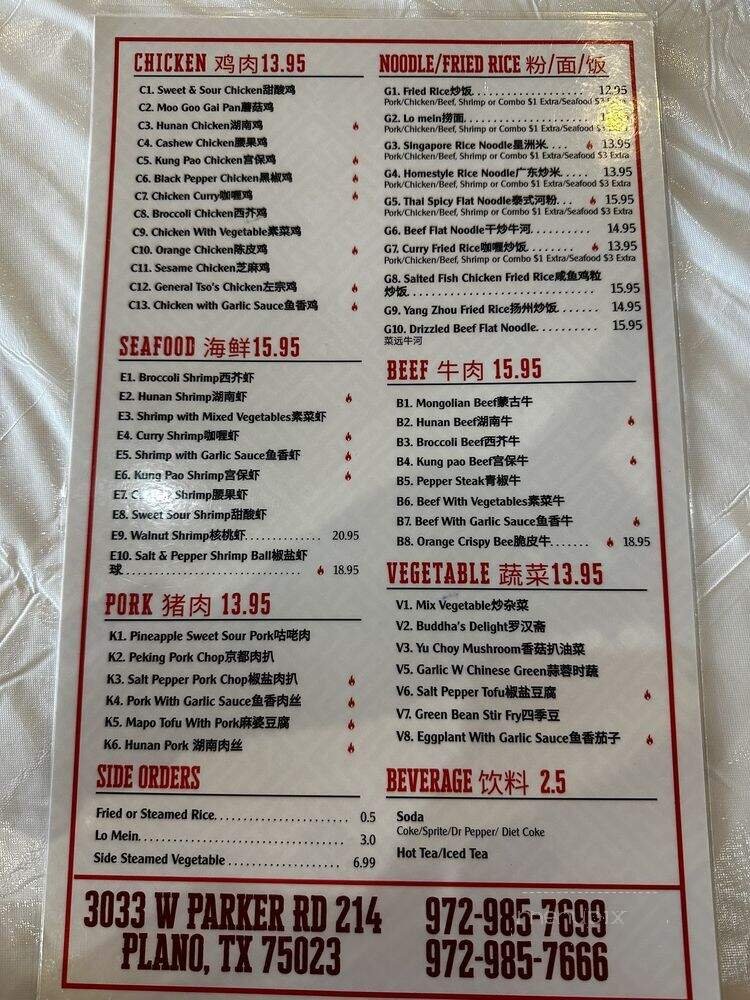 CHICKEN 鸡肉13.95
C1. Sweet & Sour Chicken甜酸鸡
C2. Moo Goo Gai Pan蘑菇鸡
C3. Hunan Chicken湖南鸡
C4. Cashew Chicken腰果鸡
C5. Kung Pao Chicken宫保鸡
C6. Black Pepper Chicken黑椒鸡
C7. Chicken Curry咖喱鸡
C8. Broccoli Chicken西芥鸡
C9. Chicken With Vegetable素菜鸡
C10. Orange Chicken陈皮鸡
C11. Sesame Chicken芝麻鸡
C12. General Tso's Chicken左宗鸡
C13. Chicken with Garlic Sauce鱼香鸡
SEAFOOD 海鲜15.95
E1. Broccoli Shrimp西芥虾
E2. Hunan Shrimp湖南虾
E3. Shrimp with Mixed Vegetables素菜虾
E4. Curry Shrimp咖喱虾
E5. Shrimp with Garlic Sauce鱼香虾
E6. Kung Pao Shrimp宫保虾
E7. Shrimp腰果虾
E8. Sweet Sour Shrimp甜酸虾
E9. Walnut Shrimp核桃虾............. 20.95
E10. Salt & Pepper Shrimp Ball椒盐虾
球.......................... 18.95
PORK 猪肉 13.95
K1. Pineapple Sweet Sour Pork咕咾肉
K2. Peking Pork Chop京都肉扒
K3. Salt Pepper Pork Chop椒盐肉扒
K4. Pork With Garlic Sauce鱼香肉丝
K5. Mapo Tofu With Pork麻婆豆腐
K6. Hunan Pork 湖南肉丝
SIDE ORDERS
Fried or Steamed Rice...................... 0.5
Lo Mein.................................. 3.0
Side Steamed Vegetable .................. 6.99
NOODLE/FRIED RICE 粉/面/饭
G1. Fried Rice炒饭.................. 12.95
Pork/Chicken/Beef, Shrimp or Combo $1 Extra/Seafood $3 Extra
G2. Lo mein捞面....................
Pork/Chicken/Beef, Shrimp or Combo $1 Extra/Seafood $3 Extra
G3. Singapore Rice Noodle星洲米.... 13.95
Pork/Chicken/Beef, Shrimp or Combo $1 Extra/Seafood $3 Extra
G4. Homestyle Rice Noodle广东炒米..... 13.95
Pork/Chicken/Beef, Shrimp or Combo $1 Extra/Seafood $3 Extra
G5. Thai Spicy Flat Noodle泰式河粉... 15.95
Pork/Chicken/Beef, Shrimp or Combo $1 Extra/Seafood $3 Extra
G6. Beef Flat Noodle干炒牛河.......... 14.95
G7. Curry Fried Rice咖喱炒饭........ 13.95
Pork/Chicken/Beef, Shrimp or Combo $1 Extra/Seafood $3 Extra
G8. Salted Fish Chicken Fried Rice咸鱼鸡粒
炒饭............................ 15.95
G9. Yang Zhou Fried Rice扬州炒饭....... 14.95
G10. Drizzled Beef Flat Noodle.......... 15.95
菜远牛河
BEEF 牛肉 15.95
B1. Mongolian Beef蒙古牛
B2. Hunan Beef湖南牛
B3. Broccoli Beef西芥牛
B4. Kung pao Beef宫保牛
B5. Pepper Steak青椒牛
B6. Beef With Vegetables素菜牛
B7. Beef With Garlic Sauce鱼香牛
B8. Orange Crispy Bee脆皮牛...... 18.95
VEGETABLE 蔬菜13.95
V1. Mix Vegetable炒杂菜
V2. Buddha's Delight罗汉斋
V3. Yu Choy Mushroom香菇扒油菜
V5. Garlic W Chinese Green蒜蓉时蔬
V6. Salt Pepper Tofu椒盐豆腐
V7. Green Bean Stir Fry四季豆
V8. Eggplant With Garlic Sauce鱼香茄子
BEVERAGE 饮料 2.5
Soda
Coke/Sprite/Dr Pepper/ Diet Coke
Hot Tea/Iced Tea
3033 W PARKER RD 214
PLANO, TX 75023
972-985-7699
972-985-7666
menupix